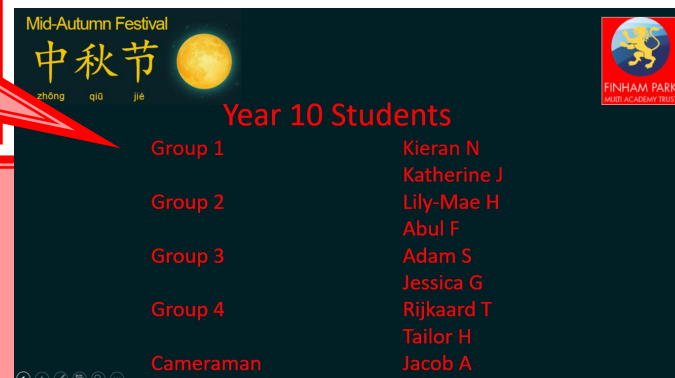 Mid-Autumn Festival
中秋节
zhōng qiū jié
FINHAM PARK
MULTI ACADEMY TRUST
Year 10 Students
Group 1 Kieran N
Katherine J
Group 2 Lily-Mae H
Abul F
Group 3 Adam S
Jessica G
Group 4 Rijkaard T
Tailor H
Cameraman Jacob A